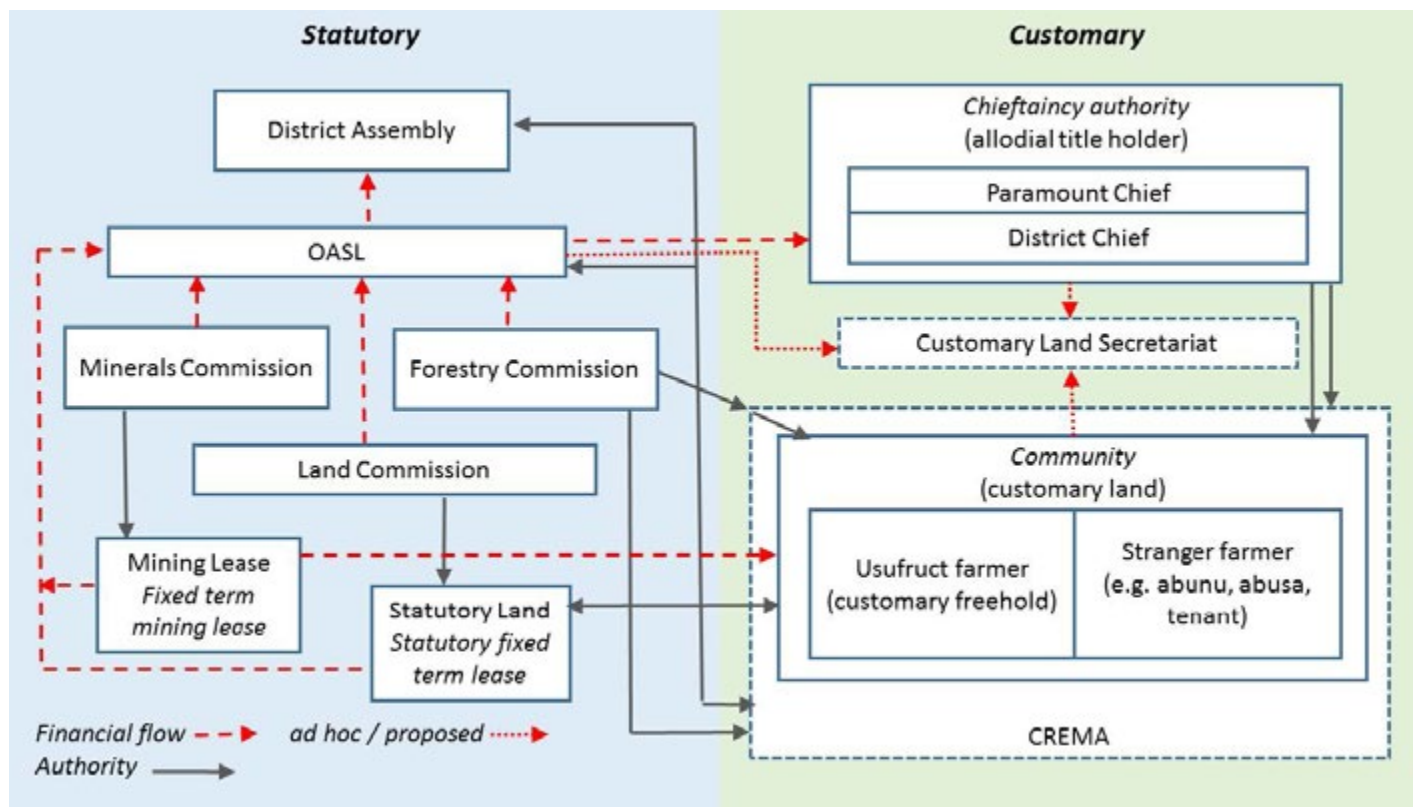 Statutory
Customary
District Assembly
Chieftaincy authority
(allodial title holder)
Paramount Chief
District Chief
OASL
Minerals Commission
Forestry Commission
Customary Land Secretariat
Land Commission
Community
(customary land)
Mining Lease
Fixed term
mining lease
Usufruct farmer
(customary freehold)
Stranger farmer
(e.g. abunu, abusa,
tenant)
Statutory Land
Statutory fixed
term lease
CREMA
Financial flow
ad hoc / proposed
Authority